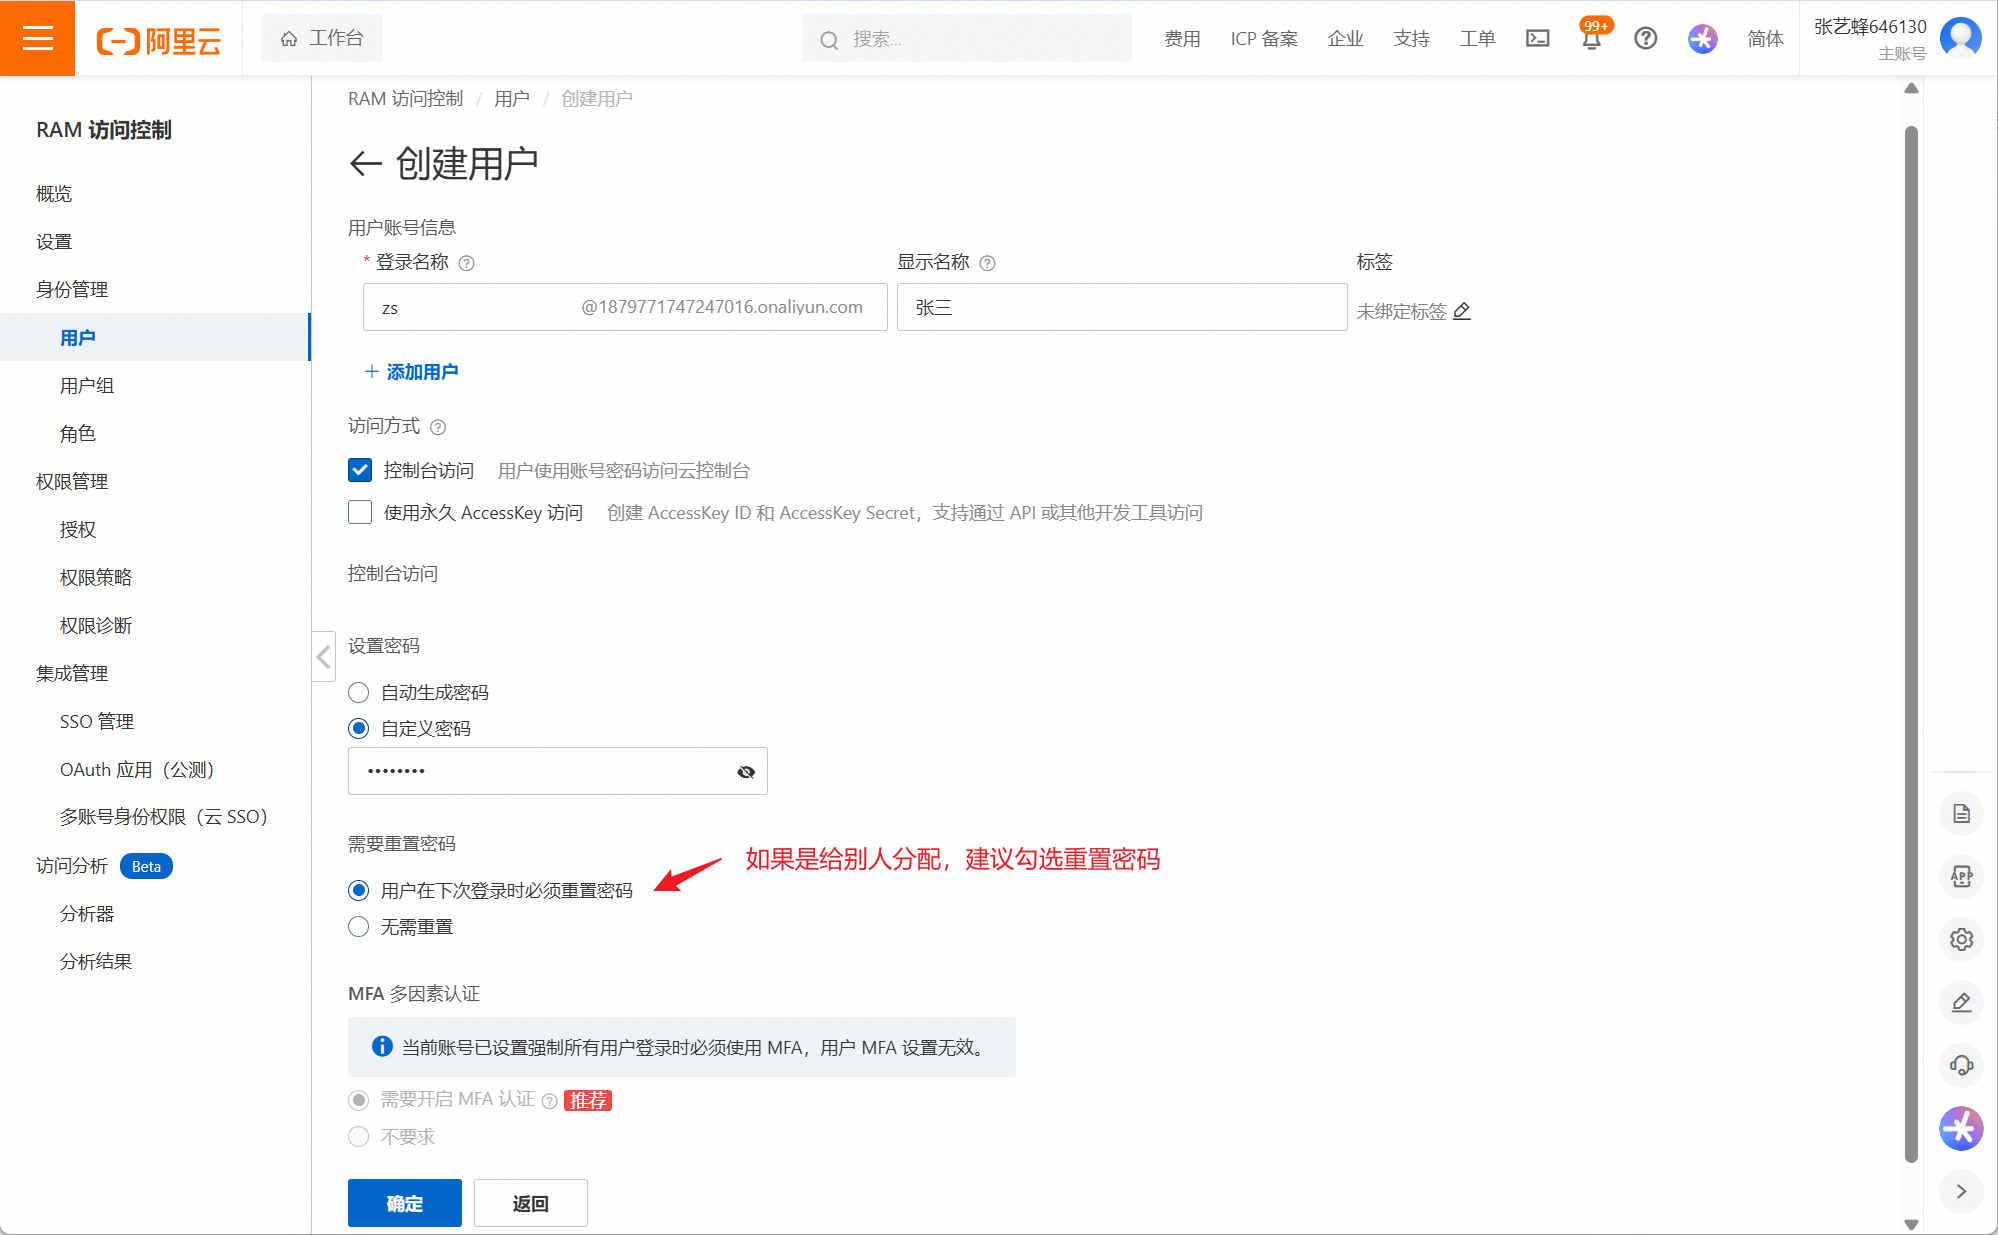 阿里云
工作台
搜索...
费用
ICP 备案
企业
支持
工单
99+
简体
张艺蜂646130
主账号
RAM 访问控制
概览
设置
身份管理
用户
用户组
角色
权限管理
授权
权限策略
权限诊断
集成管理
SSO 管理
OAuth 应用（公测）
多账号身份权限（云 SSO）
访问分析 Beta
分析器
分析结果
RAM 访问控制 / 用户 / 创建用户
创建用户
用户账号信息
* 登录名称
显示名称
标签
zs @1879771747247016.onaliyun.com
张三
未绑定标签
添加用户
访问方式
控制台访问 用户使用账号密码访问云控制台
使用永久 AccessKey 访问 创建 AccessKey ID 和 AccessKey Secret，支持通过 API 或其他开发工具访问
控制台访问
设置密码
自动生成密码
自定义密码
••••••••
需要重置密码
如果是给别人分配，建议勾选重置密码
用户在下次登录时必须重置密码
无需重置
MFA 多因素认证
当前账号已设置强制所有用户登录时必须使用 MFA，用户 MFA 设置无效。
需要开启 MFA 认证 推荐
不要求
确定
返回
APP